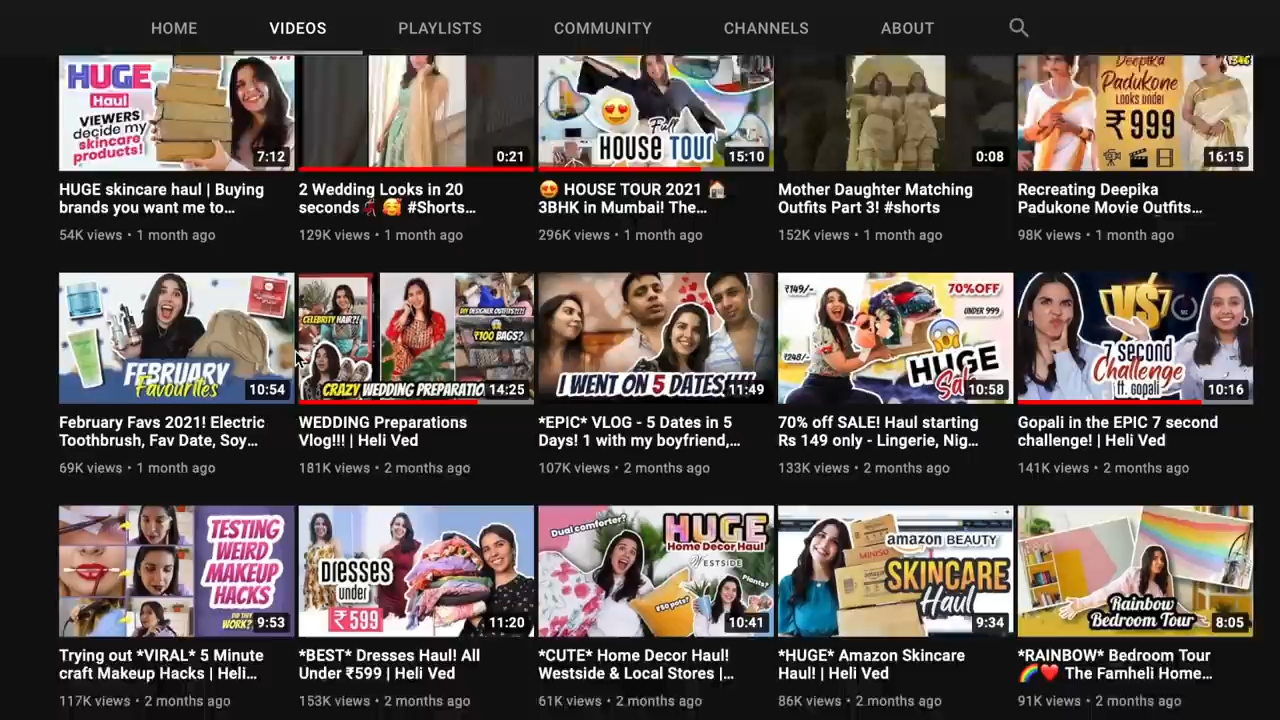 HOME VIDEOS PLAYLISTS COMMUNITY CHANNELS ABOUT
HUGE
Haul
VIEWERS
decide my
skincare
products!
7:12
0:21
Full
HOUSE TOUR
15:10
0:08
Deepika
Padukone
LOOKS UNDER
₹999
16:15
HUGE skincare haul | Buying
brands you want me to…
54K views • 1 month ago
2 Wedding Looks in 20
seconds💃🏻 🥰 #Shorts…
129K views • 1 month ago
😍 HOUSE TOUR 2021 🏠
3BHK in Mumbai! The…
296K views • 1 month ago
Mother Daughter Matching
Outfits Part 3! #shorts
152K views • 1 month ago
Recreating Deepika
Padukone Movie Outfits…
98K views • 1 month ago
FEBRUARY
Favourites
10:54
CELEBRITY HAIR?!
DIY DESIGNER OUTFITS!!!!
₹100 BAGS?
CRAZY WEDDING PREPARATIO
14:25
I WENT ON 5 DATES!!!!
11:49
₹149/-
₹248/-
70% OFF
UNDER 999
HUGE
Sal
10:58
VS
7 second
Challenge
ft. gopali
10:16
February Favs 2021! Electric
Toothbrush, Fav Date, Soy…
69K views • 1 month ago
WEDDING Preparations
Vlog!!! | Heli Ved
181K views • 2 months ago
*EPIC* VLOG - 5 Dates in 5
Days! 1 with my boyfriend,…
107K views • 2 months ago
70% off SALE! Haul starting
Rs 149 only - Lingerie, Nig…
133K views • 2 months ago
Gopali in the EPIC 7 second
challenge! | Heli Ved
141K views • 2 months ago
TESTING
WEIRD
MAKEUP
HACKS
DID THEY
WORK?
9:53
DRESSES
under
₹599
11:20
Dual comforter?
HUGE
Home Decor Haul
WESTSIDE
₹50 pots?
Plants?
10:41
amazon BEAUTY
MINISO
SKINCARE
Haul
9:34
Rainbow
Bedroom Tour
8:05
Trying out *VIRAL* 5 Minute
craft Makeup Hacks | Heli…
117K views • 2 months ago
*BEST* Dresses Haul! All
Under ₹599 | Heli Ved
153K views • 2 months ago
*CUTE* Home Decor Haul!
Westside & Local Stores |…
61K views • 2 months ago
*HUGE* Amazon Skincare
Haul! | Heli Ved
86K views • 2 months ago
*RAINBOW* Bedroom Tour
🌈❤️ The Famheli Home…
91K views • 2 months ago